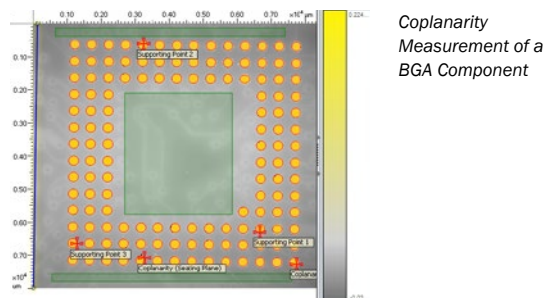 0.10 0.20 0.30 0.40 0.50 0.60 0.70 ×10⁴ µm
0.224...
Coplanarity
Measurement of a
BGA Component
Supporting Point 2
0.10
0.20
0.30
0.40
0.50
0.60
Supporting Point 1
Supporting Point 3
0.70
Coplanarity (Seating Plane)
Coplanar
×10⁴
µm